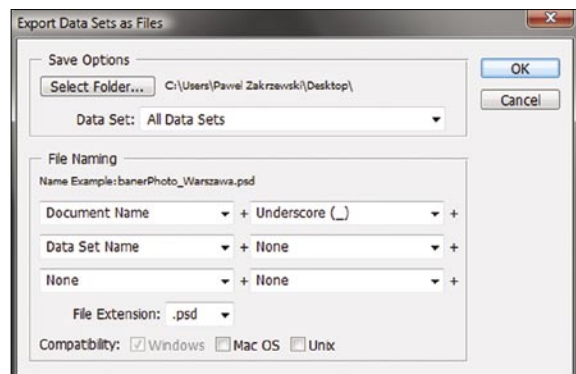 Export Data Sets as Files
Save Options
Select Folder... C:\Users\Pawel Zakrzewski\Desktop\
OK
Cancel
Data Set: All Data Sets
File Naming
Name Example:banerPhoto_Warszawa.psd
Document Name + Underscore (_) +
Data Set Name + None +
None + None +
File Extension: .psd
Compatibility: Windows Mac OS Unix